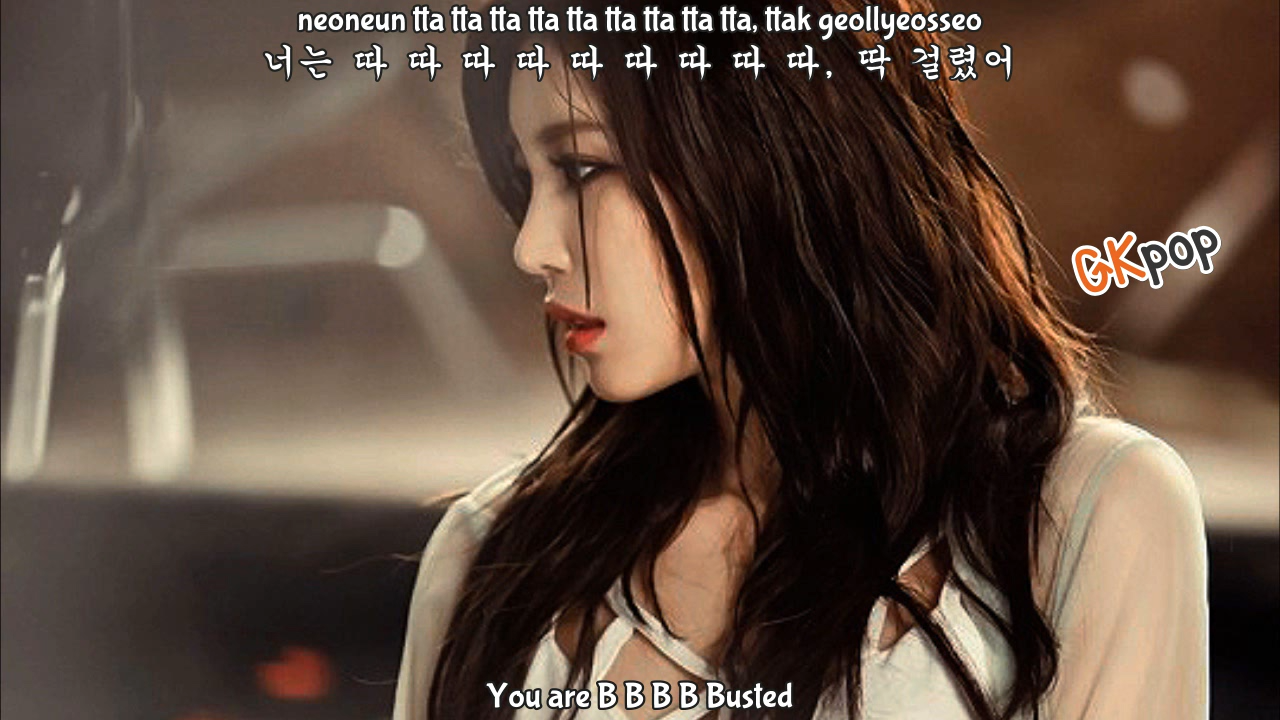 neoneun tta tta tta tta tta tta tta tta tta, ttak geollyeosseo
너는 따 따 따 따 따 따 따 따 따, 딱 걸렸어
GKpop
You are B B B B Busted